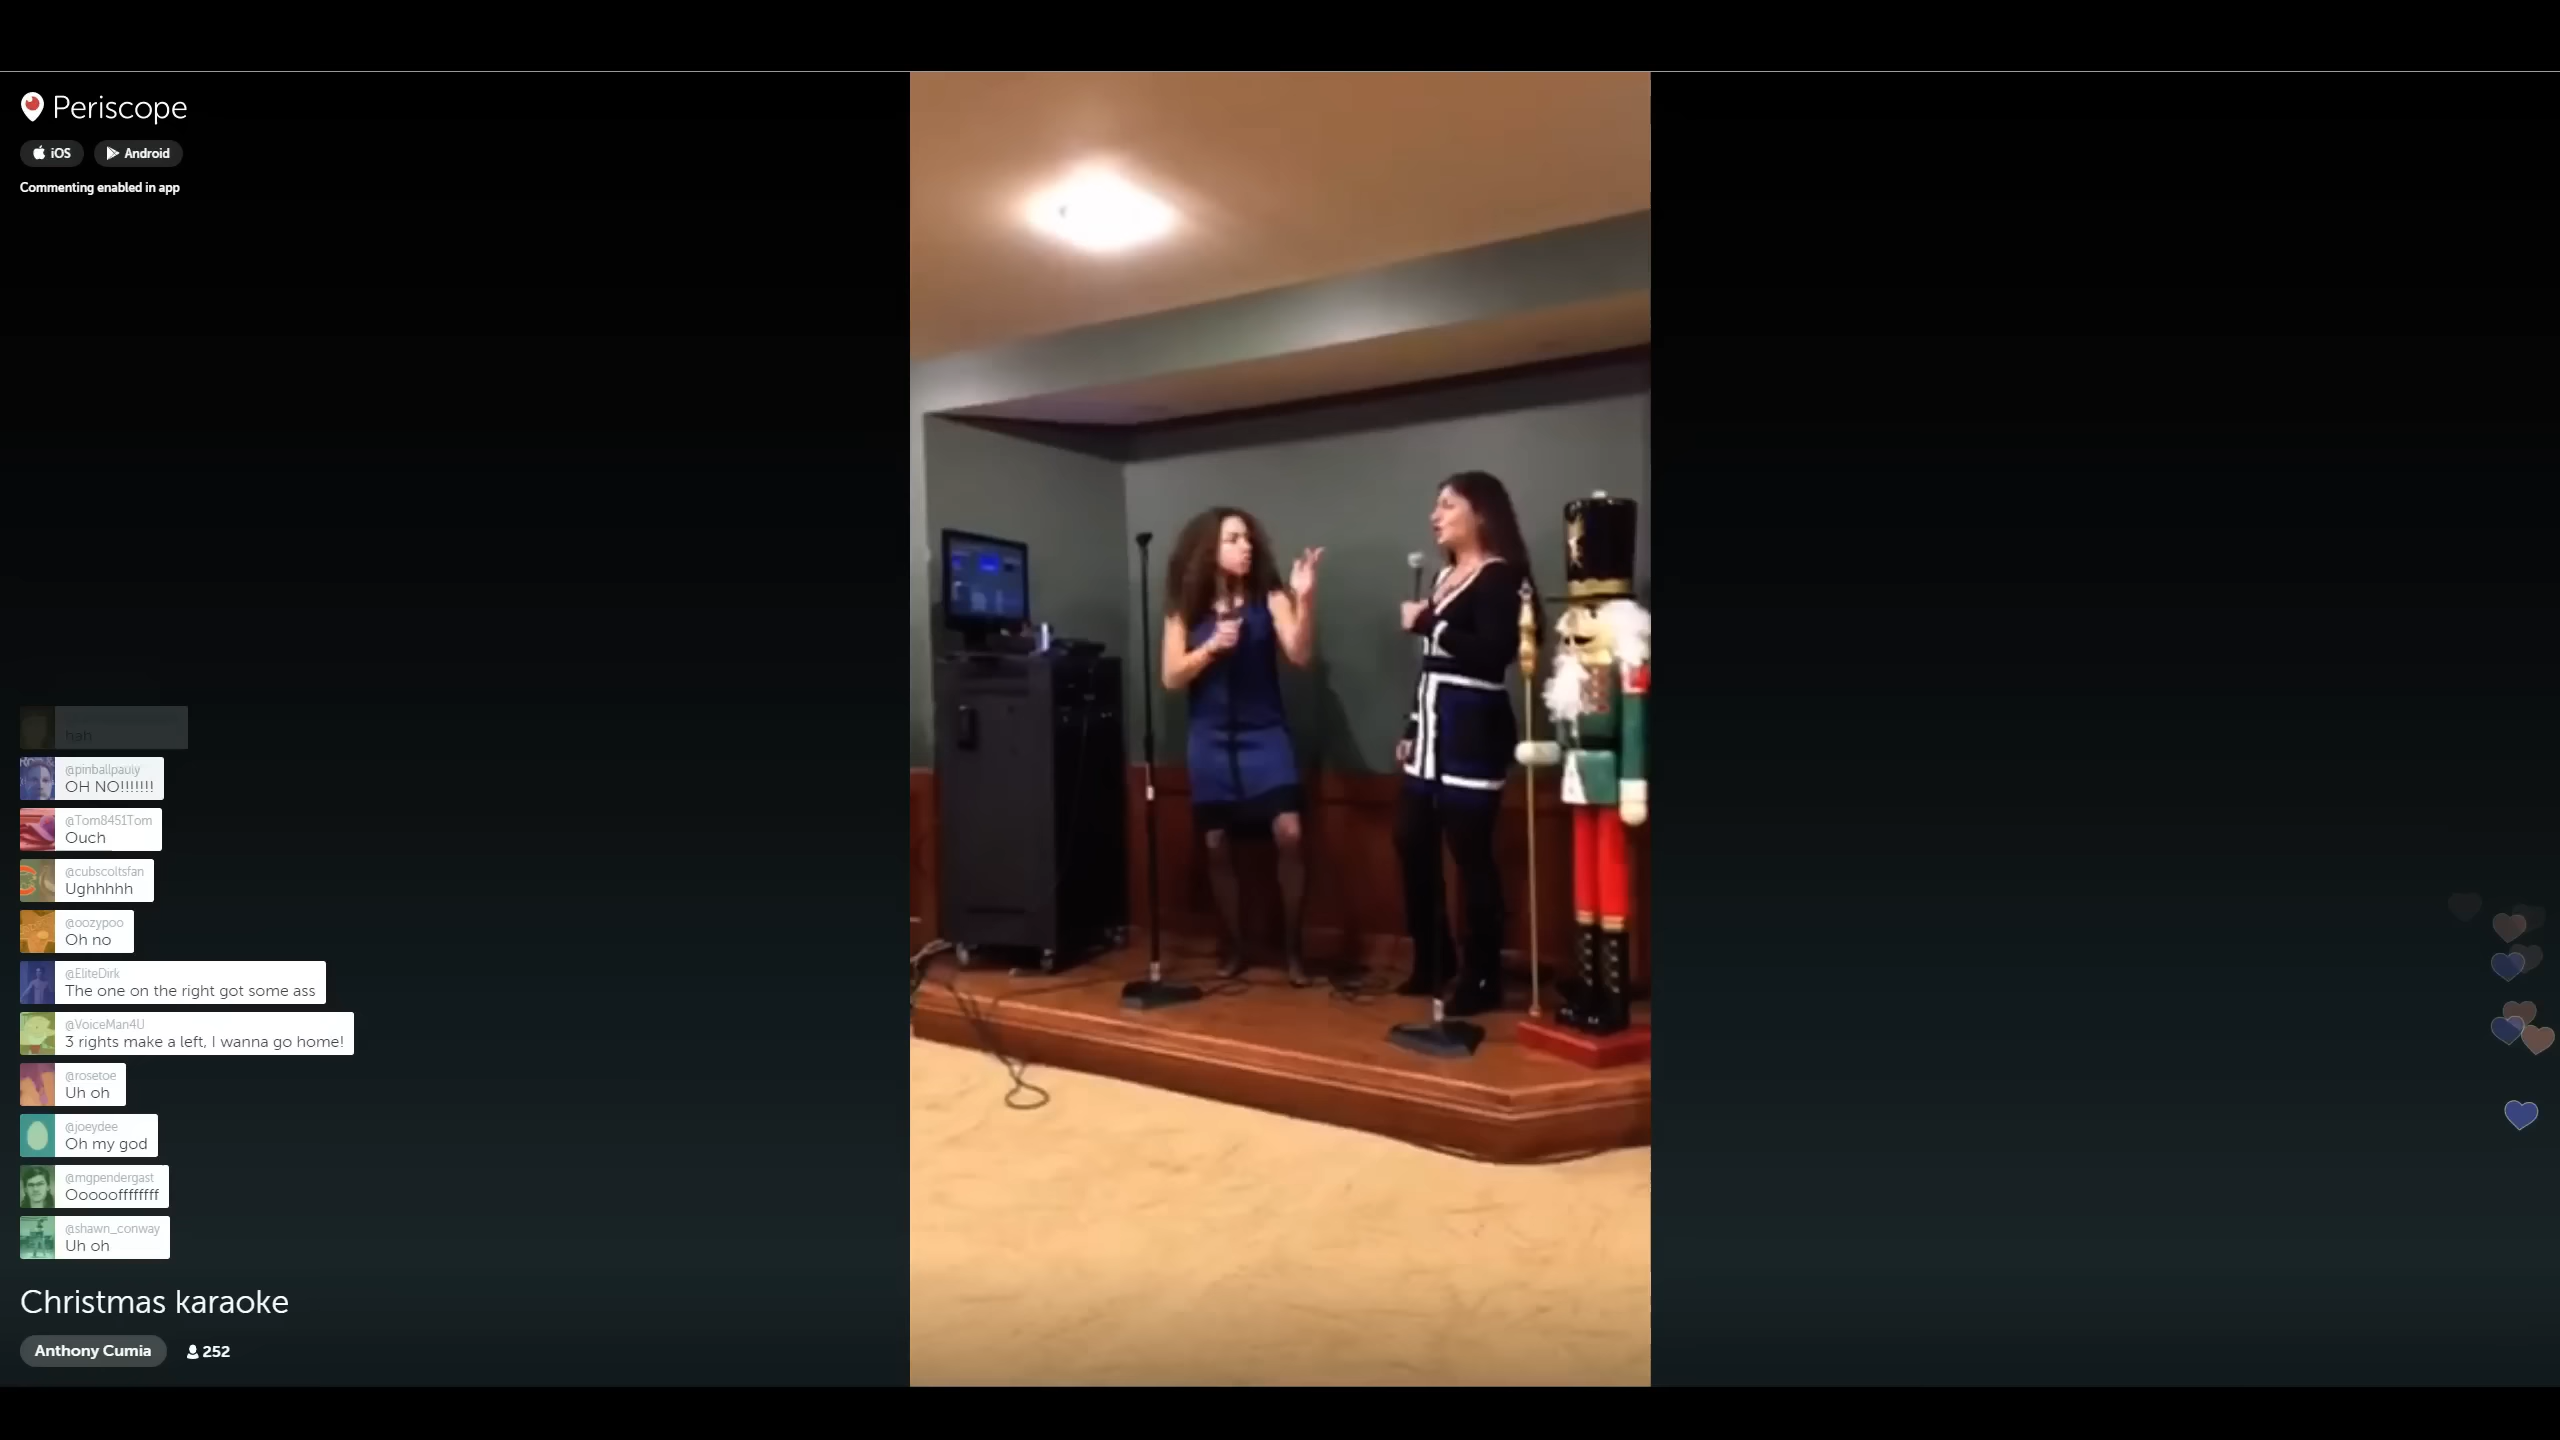 Periscope
iOS
Android
Commenting enabled in app
hah
@pinballpauly
OH NO!!!!!!!
@Tom8451Tom
Ouch
@cubscoltsfan
Ughhhhh
@oozypoo
Oh no
@EliteDirk
The one on the right got some ass
@VoiceMan4U
3 rights make a left, I wanna go home!
@rosetoe
Uh oh
@joeydee
Oh my god
@mgpendergast
Ooooofffffffff
@shawn_conway
Uh oh
Christmas karaoke
Anthony Cumia
252